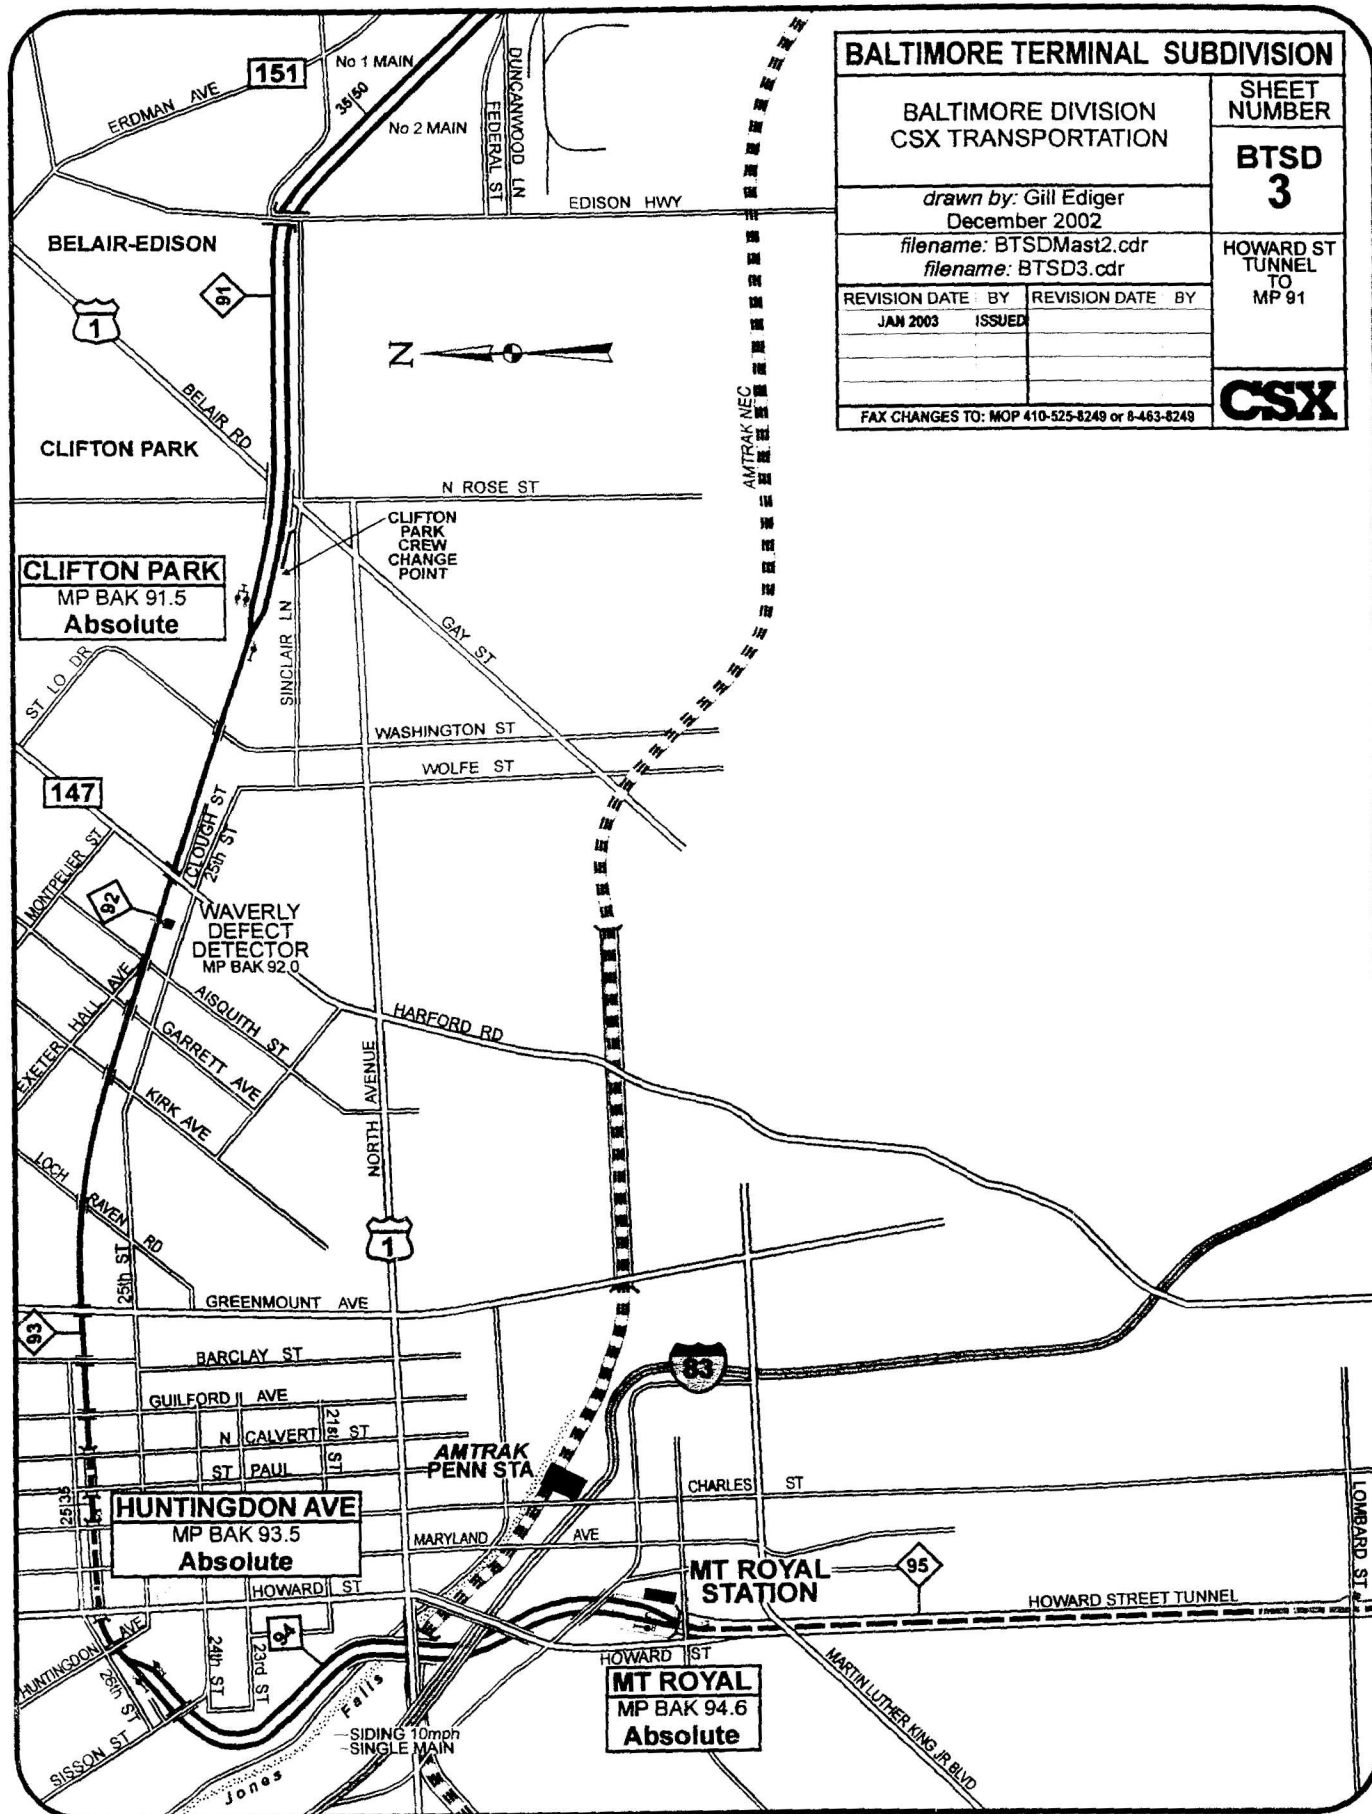 BALTIMORE TERMINAL SUBDIVISION
BALTIMORE DIVISION
CSX TRANSPORTATION
SHEET
NUMBER
BTSD
3
drawn by: Gill Ediger
December 2002
filename: BTSDMast2.cdr
filename: BTSD3.cdr
HOWARD ST
TUNNEL
TO
MP 91
REVISION DATE BY REVISION DATE BY
JAN 2003 ISSUED
FAX CHANGES TO: MOP 410-525-8249 or 8-463-8249
CSX
151
No 1 MAIN
35/50
No 2 MAIN
ERDMAN AVE
FEDERAL ST
DUNCANWOOD LN
EDISON HWY
BELAIR-EDISON
91
1
N
BELAIR RD
AMTRAK NEC
CLIFTON PARK
N ROSE ST
CLIFTON
PARK
CREW
CHANGE
POINT
CLIFTON PARK
MP BAK 91.5
Absolute
SINCLAIR LN
GAY ST
ST LO DR
WASHINGTON ST
WOLFE ST
147
CLOUGH ST
25th ST
MONTPELIER ST
92
WAVERLY
DEFECT
DETECTOR
MP BAK 92.0
EXETER HALL AVE
AISQUITH ST
GARRETT AVE
KIRK AVE
HARFORD RD
NORTH AVENUE
LOCH RAVEN RD
25th ST
1
GREENMOUNT AVE
93
BARCLAY ST
83
GUILFORD AVE
N CALVERT ST
21st ST
ST PAUL
AMTRAK
PENN STA
CHARLES ST
LOMBARD ST
25/35
HUNTINGDON AVE
MP BAK 93.5
Absolute
MARYLAND AVE
MT ROYAL
STATION
95
HOWARD ST
HOWARD STREET TUNNEL
HUNTINGDON AVE
26th ST
24th ST
23rd ST
94
HOWARD ST
MT ROYAL
MP BAK 94.6
Absolute
MARTIN LUTHER KING JR BLVD
SISSON ST
Jones Falls
SIDING 10mph
SINGLE MAIN